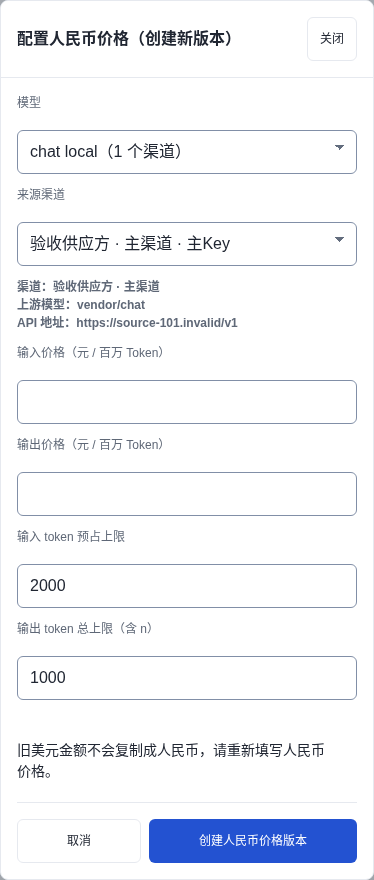 配置人民币价格（创建新版本）
关闭
模型
chat local（1 个渠道）
来源渠道
验收供应方 · 主渠道 · 主Key
渠道：验收供应方 · 主渠道
上游模型：vendor/chat
API 地址：https://source-101.invalid/v1
输入价格（元 / 百万 Token）
输出价格（元 / 百万 Token）
输入 token 预占上限
2000
输出 token 总上限（含 n）
1000
旧美元金额不会复制成人民币，请重新填写人民币
价格。
取消
创建人民币价格版本